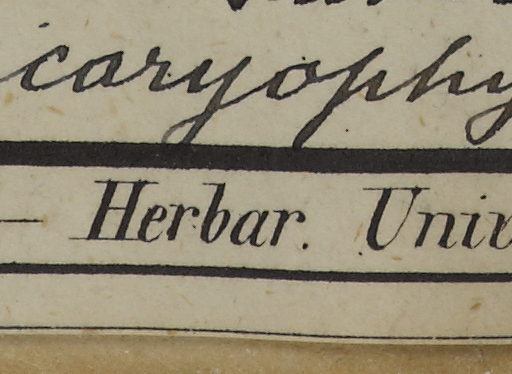 caryophy
— Herbar. Univ